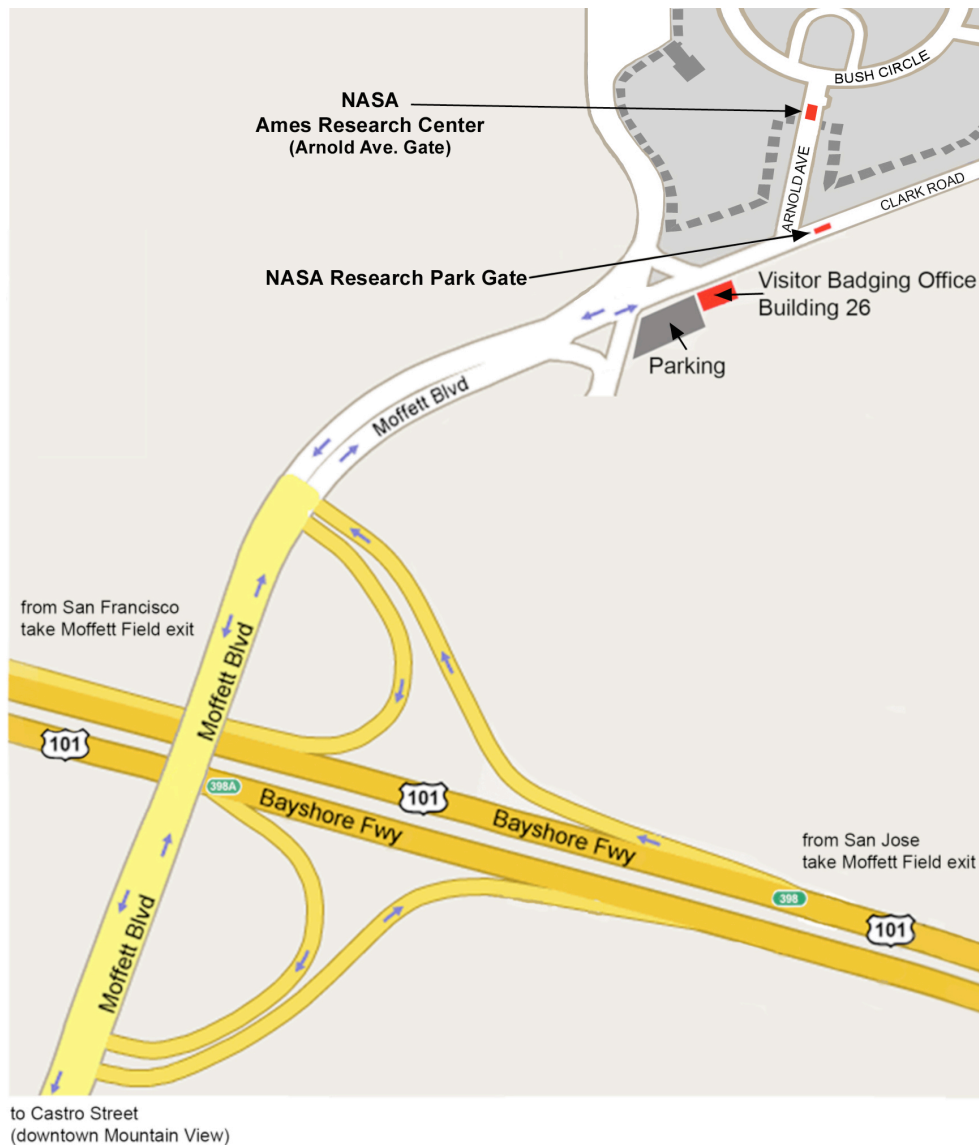 BUSH CIRCLE
NASA
Ames Research Center
(Arnold Ave. Gate)
ARNOLD AVE
CLARK ROAD
NASA Research Park Gate
Visitor Badging Office
Building 26
Parking
Moffett Blvd
from San Francisco
take Moffett Field exit
Moffett Blvd
101
398A
Bayshore Fwy
101
Bayshore Fwy
from San Jose
take Moffett Field exit
398
101
Moffett Blvd
to Castro Street
(downtown Mountain View)